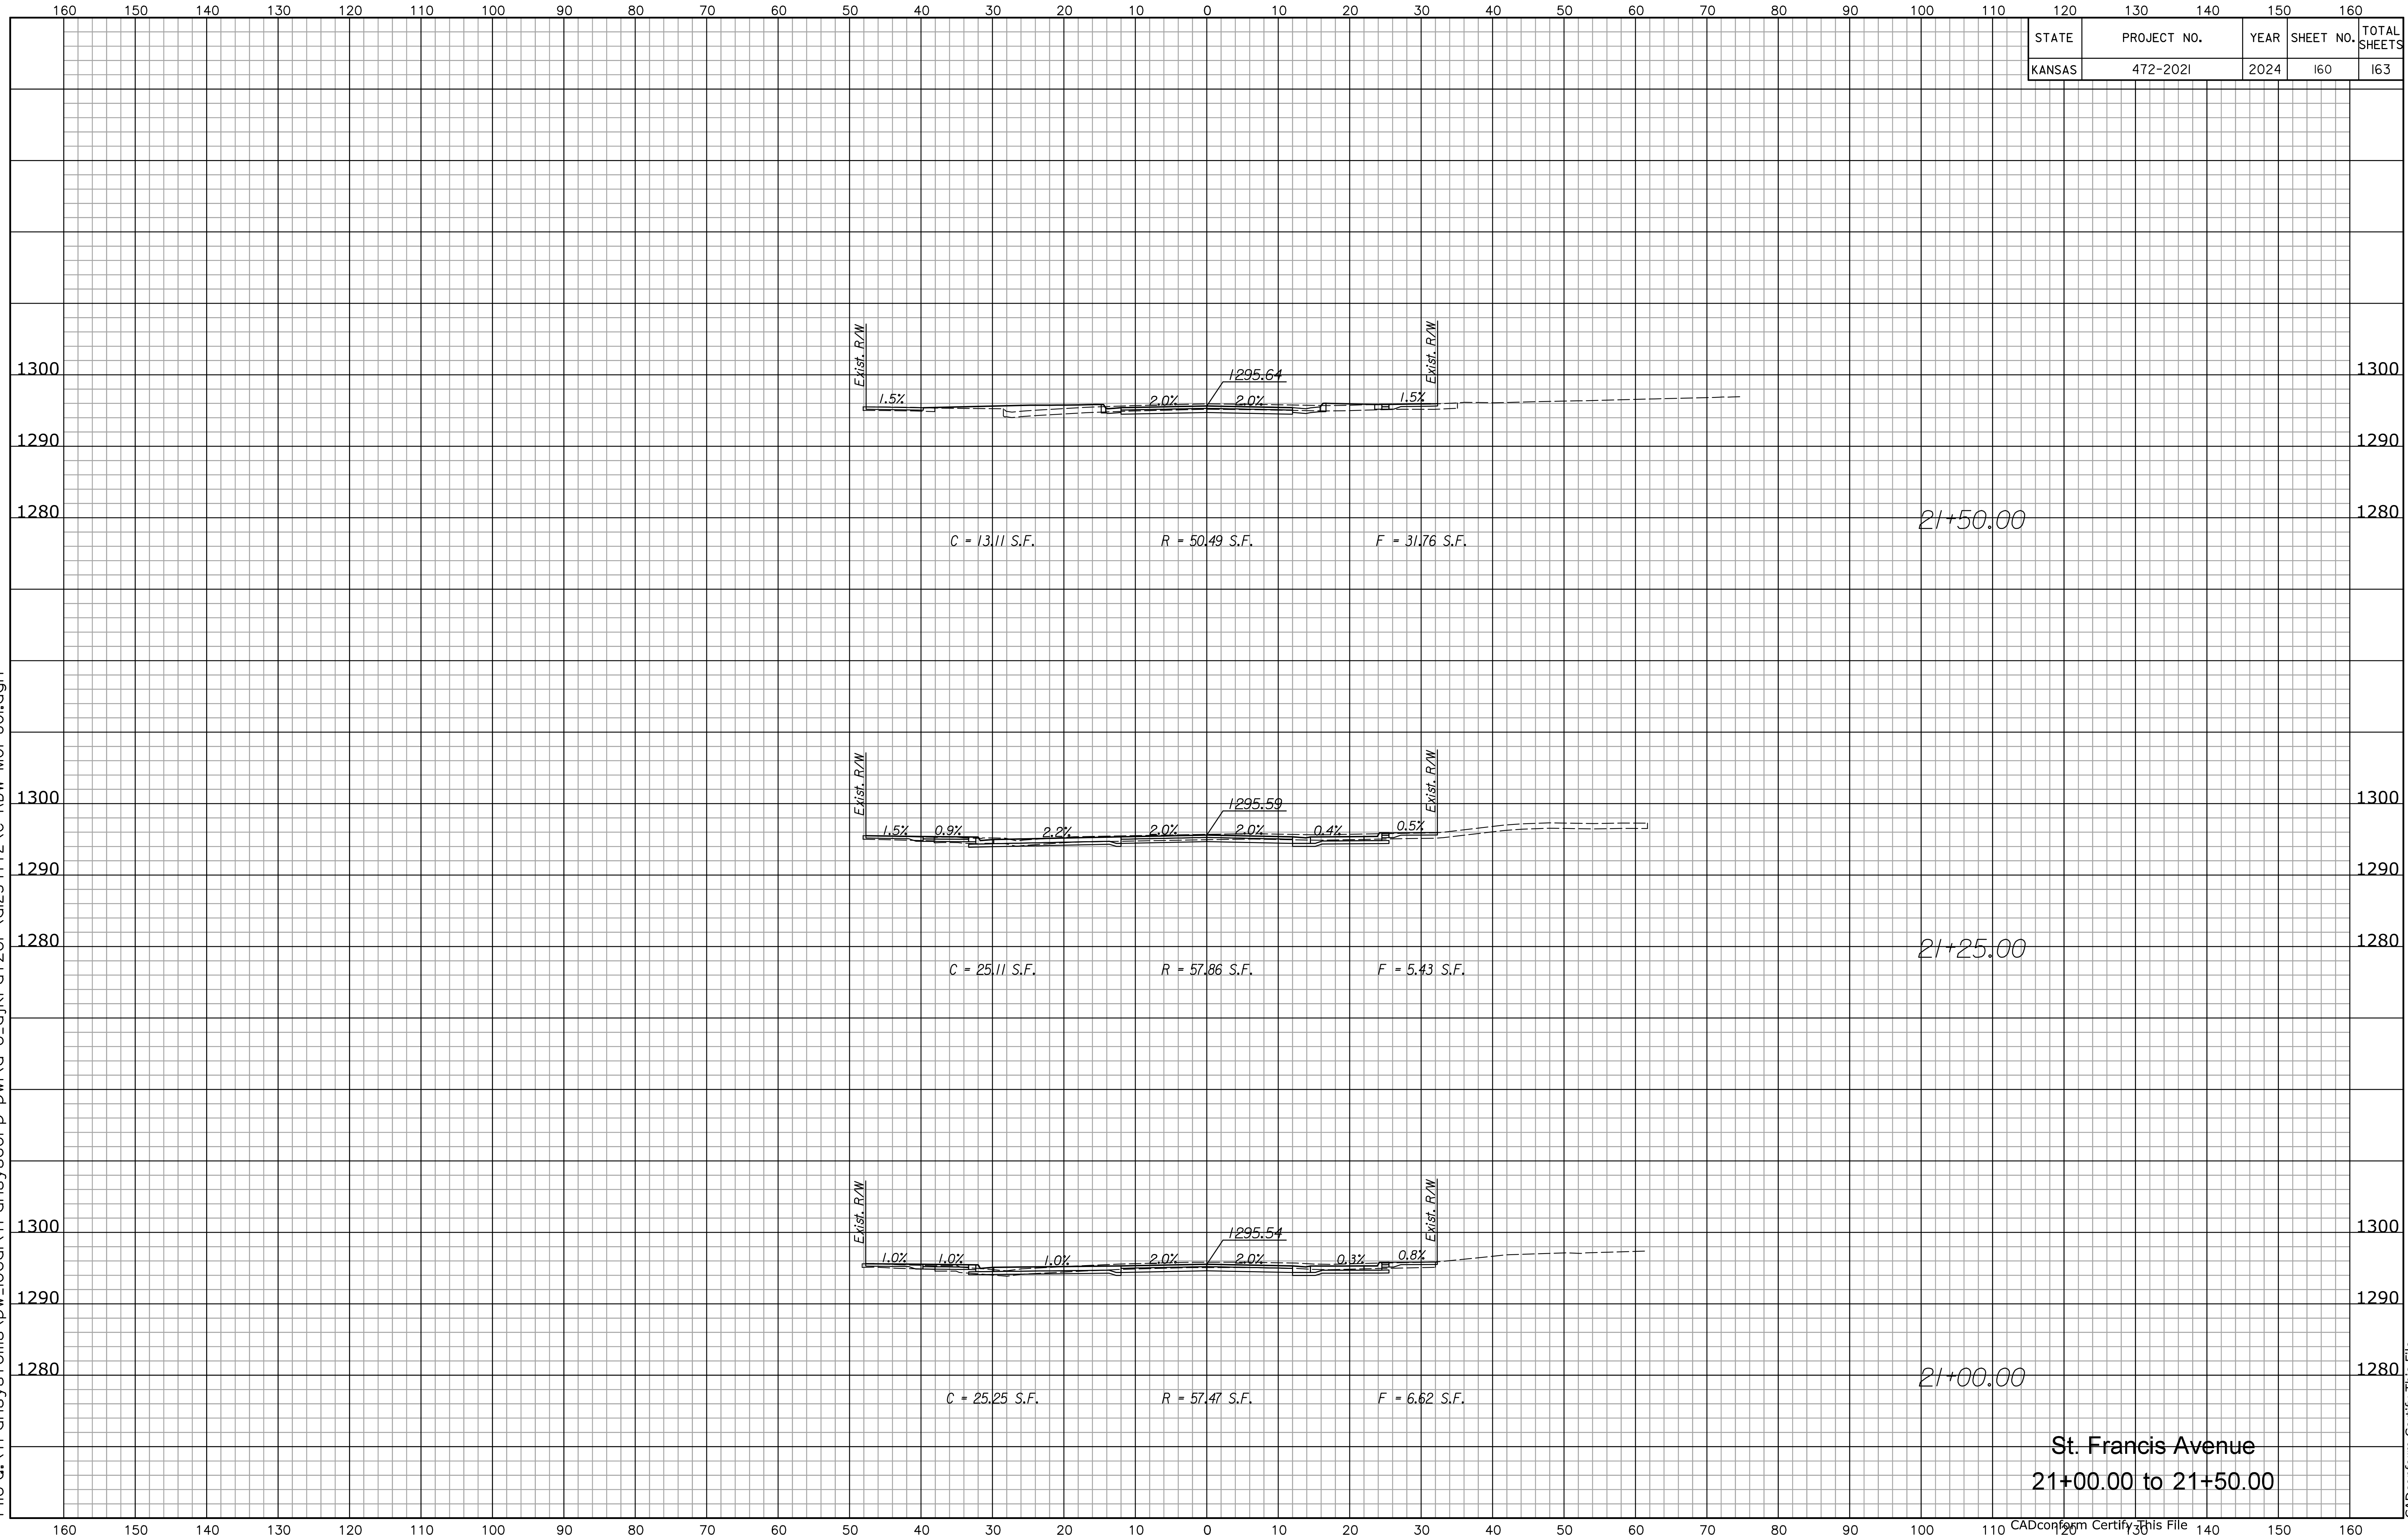 160 150 140 130 120 110 100 90 80 70 60 50 40 30 20 10 0 10 20 30 40 50 60 70 80 90 100 110 120 130 140 150 160
STATE PROJECT NO. YEAR SHEET NO. TOTAL SHEETS
KANSAS 472-2021 2024 160 163
Exist. R/W Exist. R/W
1300 1295.64 1300
1.5% 2.0% 2.0% 1.5%
1290 1290
1280 21+50.00 1280
C = 13.11 S.F. R = 50.49 S.F. F = 31.76 S.F.
Exist. R/W Exist. R/W
1300 1295.59 1300
1.5% 0.9% 2.2% 2.0% 2.0% 0.4% 0.5%
1290 1290
1280 21+25.00 1280
C = 25.11 S.F. R = 57.86 S.F. F = 5.43 S.F.
Exist. R/W Exist. R/W
1300 1295.54 1300
1.0% 1.0% 1.0% 2.0% 2.0% 0.3% 0.8%
1290 1290
1280 21+00.00 1280
C = 25.25 S.F. R = 57.47 S.F. F = 6.62 S.F.
St. Francis Avenue
21+00.00 to 21+50.00
CADconform Certify This File
160 150 140 130 120 110 100 90 80 70 60 50 40 30 20 10 0 10 20 30 40 50 60 70 80 90 100 110 120 130 140 150 160